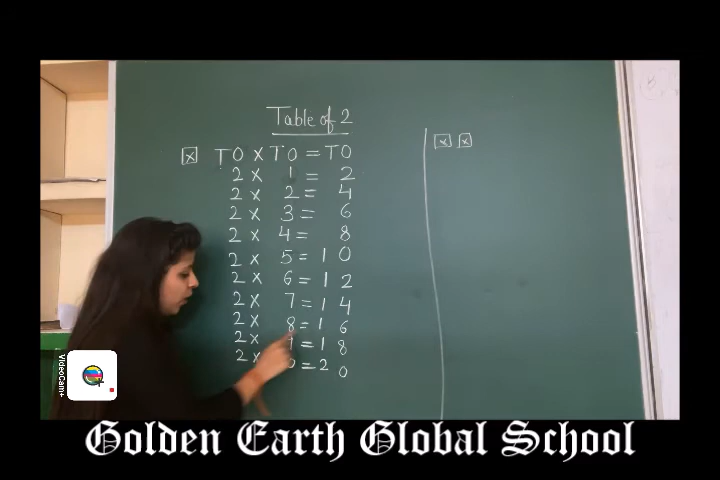 Table of 2
x TO × TO = TO
2 × 1 = 2
2 × 2 = 4
2 × 3 = 6
2 × 4 = 8
2 × 5 = 1 0
2 × 6 = 1 2
2 × 7 = 1 4
2 × 8 = 1 6
2 × = 1 8
2 × 0 = 2 0
x x
VideoCam+
Golden Earth Global School